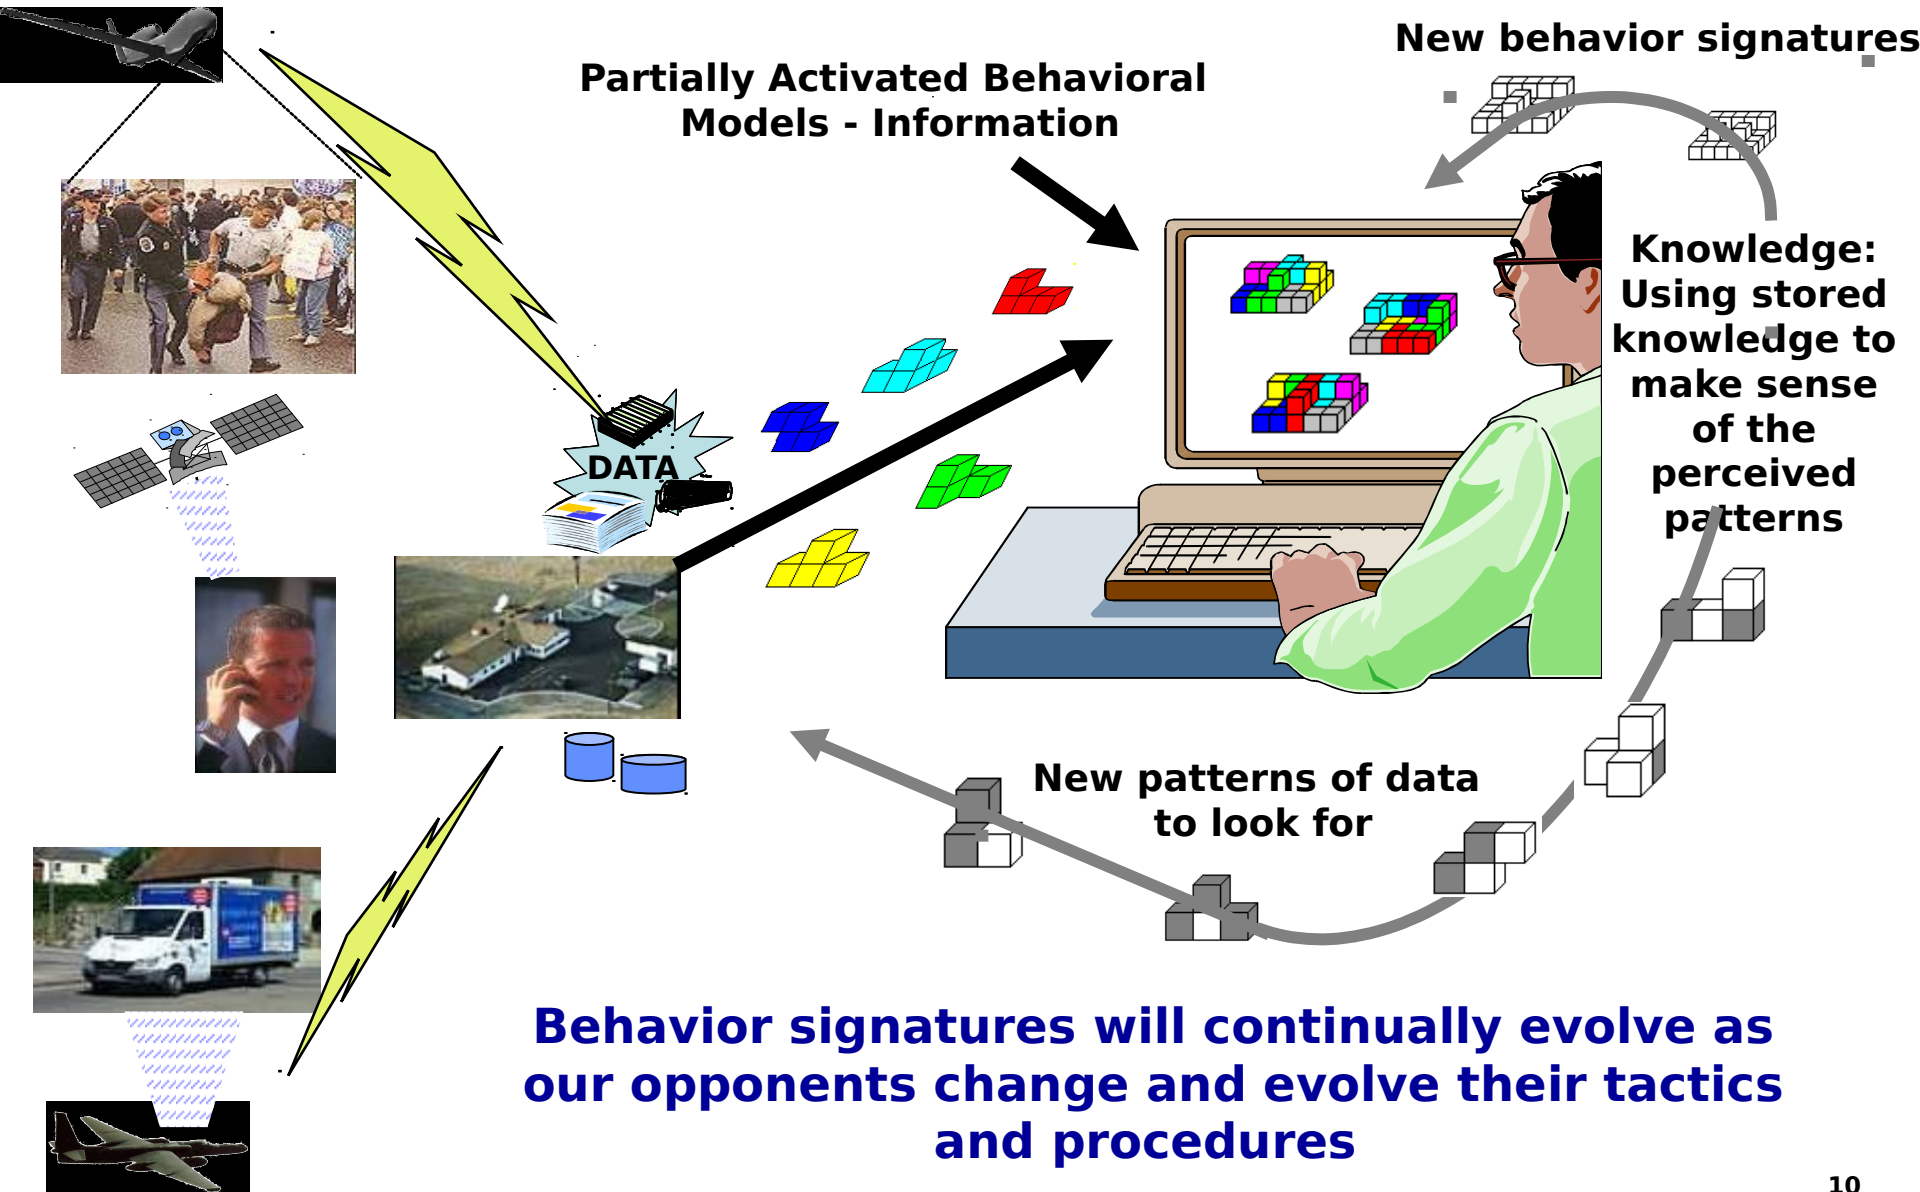 New behavior signatures
Partially Activated Behavioral
Models - Information
Knowledge:
Using stored
knowledge to
make sense
of the
perceived
patterns
DATA
New patterns of data
to look for
Behavior signatures will continually evolve as
our opponents change and evolve their tactics
and procedures
10